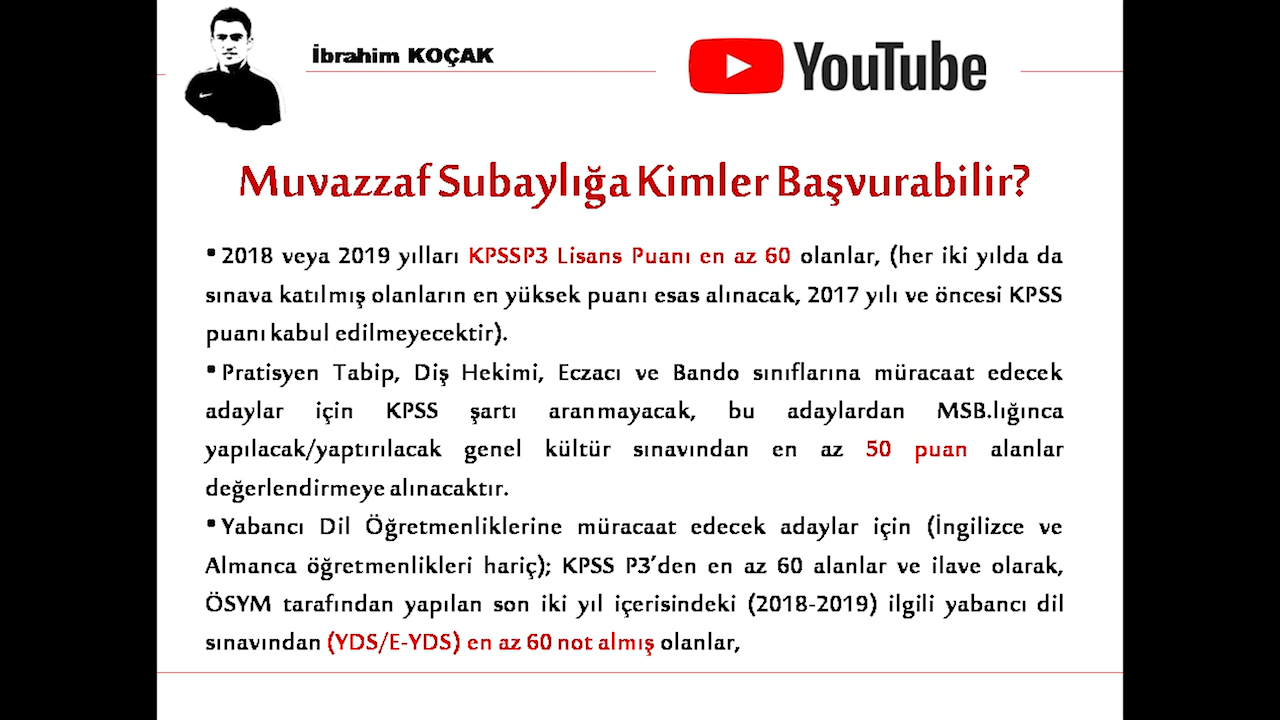 İbrahim KOÇAK
YouTube
Muvazzaf Subaylığa Kimler Başvurabilir?
▪2018 veya 2019 yılları KPSSP3 Lisans Puanı en az 60 olanlar, (her iki yılda da
sınava katılmış olanların en yüksek puanı esas alınacak, 2017 yılı ve öncesi KPSS
puanı kabul edilmeyecektir).
▪Pratisyen Tabip, Diş Hekimi, Eczacı ve Bando sınıflarına müracaat edecek
adaylar için KPSS şartı aranmayacak, bu adaylardan MSB.lığınca
yapılacak/yaptırılacak genel kültür sınavından en az 50 puan alanlar
değerlendirmeye alınacaktır.
▪Yabancı Dil Öğretmenliklerine müracaat edecek adaylar için (İngilizce ve
Almanca öğretmenlikleri hariç); KPSS P3’den en az 60 alanlar ve ilave olarak,
ÖSYM tarafından yapılan son iki yıl içerisindeki (2018-2019) ilgili yabancı dil
sınavından (YDS/E-YDS) en az 60 not almış olanlar,